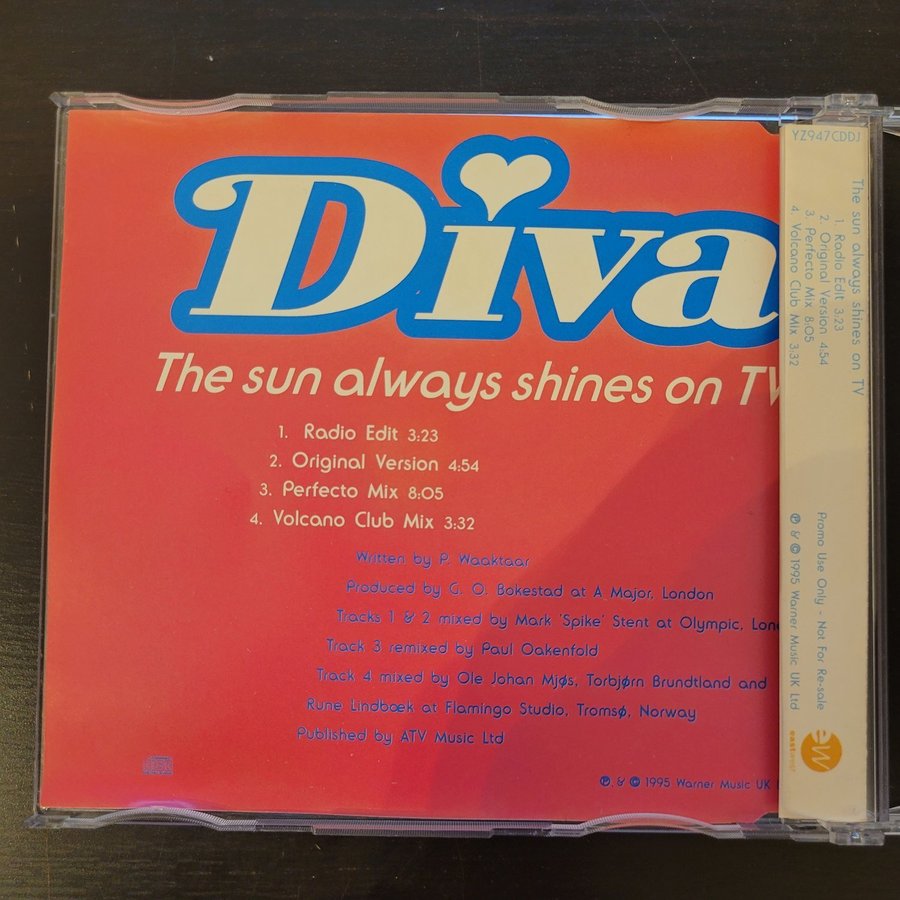 Diva
The sun always shines on TV
1. Radio Edit 3:23
2. Original Version 4:54
3. Perfecto Mix 8:05
4. Volcano Club Mix 3:32
Written by P. Waaktaar
Produced by G. O. Bokestad at A Major, London
Tracks 1 & 2 mixed by Mark 'Spike' Stent at Olympic, Lon
Track 3 remixed by Paul Oakenfold
Track 4 mixed by Ole Johan Mjøs, Torbjørn Brundtland and
Rune Lindbæk at Flamingo Studio, Tromsø, Norway
Published by ATV Music Ltd
℗ & © 1995 Warner Music UK
YZ947CDDJ
The sun always shines on TV
1. Radio Edit 3:23
2. Original Version 4:54
3. Perfecto Mix 8:05
4. Volcano Club Mix 3:32
Promo Use Only - Not For Re-sale
℗ & © 1995 Warner Music UK Ltd
ew
eastwest